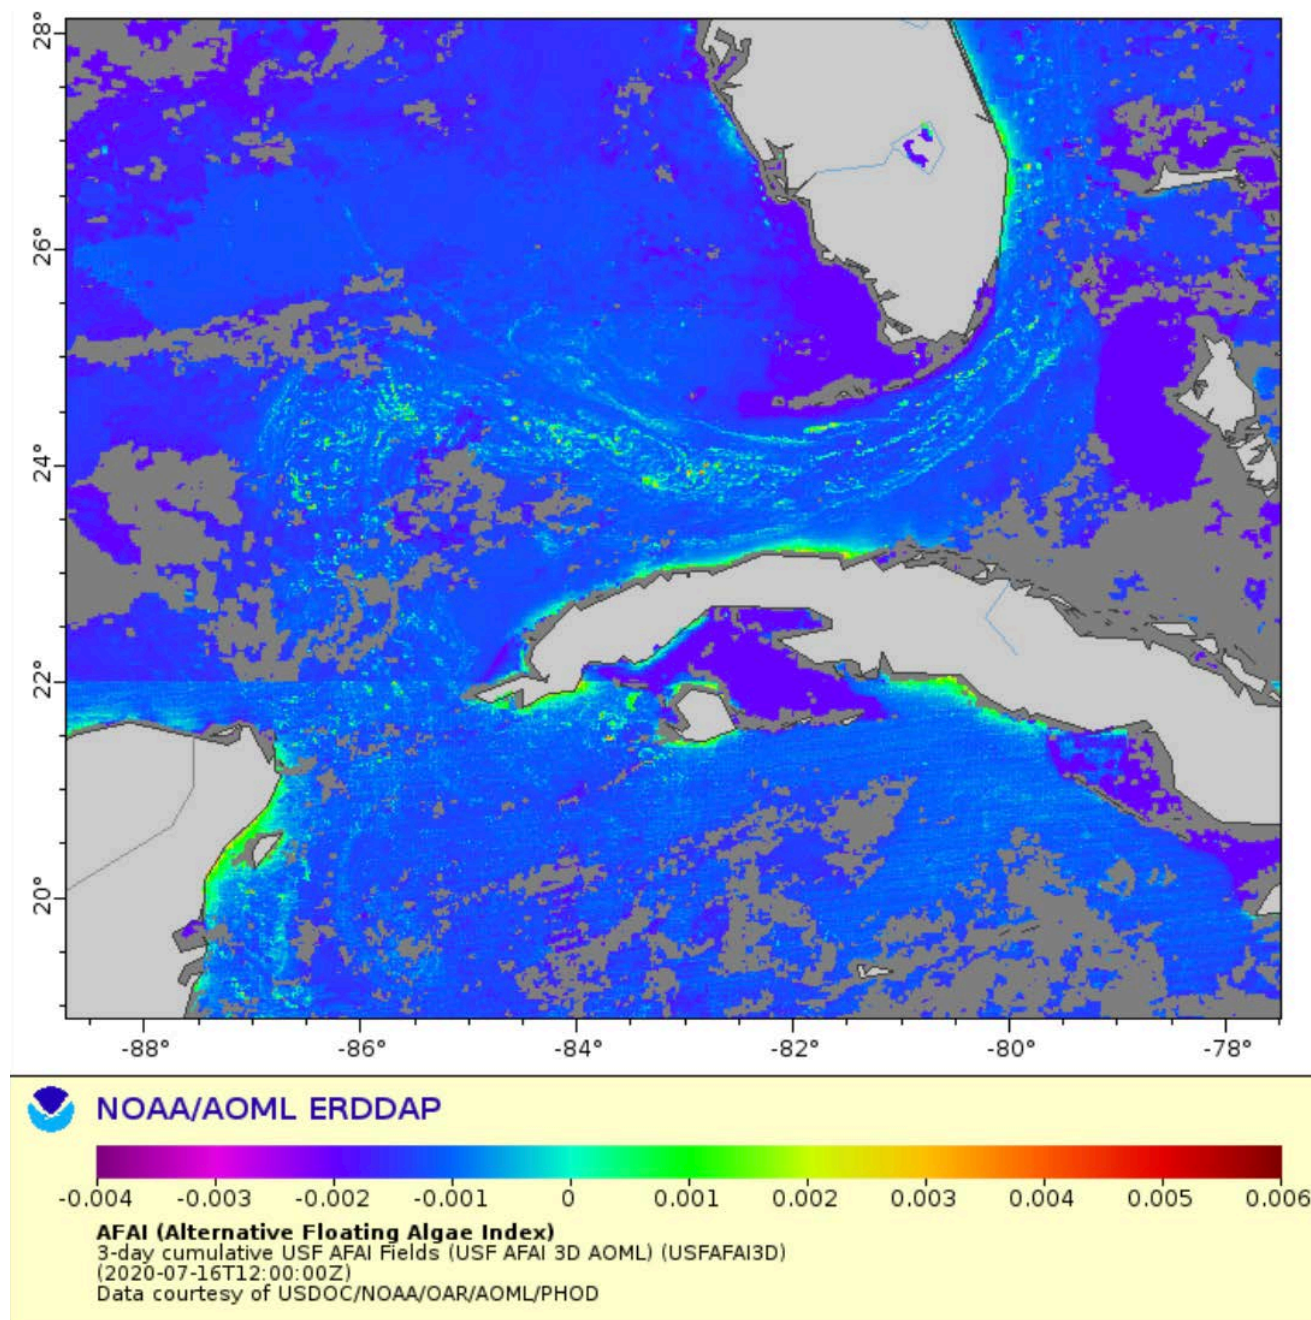 28°
26°
24°
22°
20°
-88° -86° -84° -82° -80° -78°
NOAA/AOML ERDDAP
-0.004 -0.003 -0.002 -0.001 0 0.001 0.002 0.003 0.004 0.005 0.006
AFAI (Alternative Floating Algae Index)
3-day cumulative USF AFAI Fields (USF AFAI 3D AOML) (USFAFAI3D)
(2020-07-16T12:00:00Z)
Data courtesy of USDOC/NOAA/OAR/AOML/PHOD